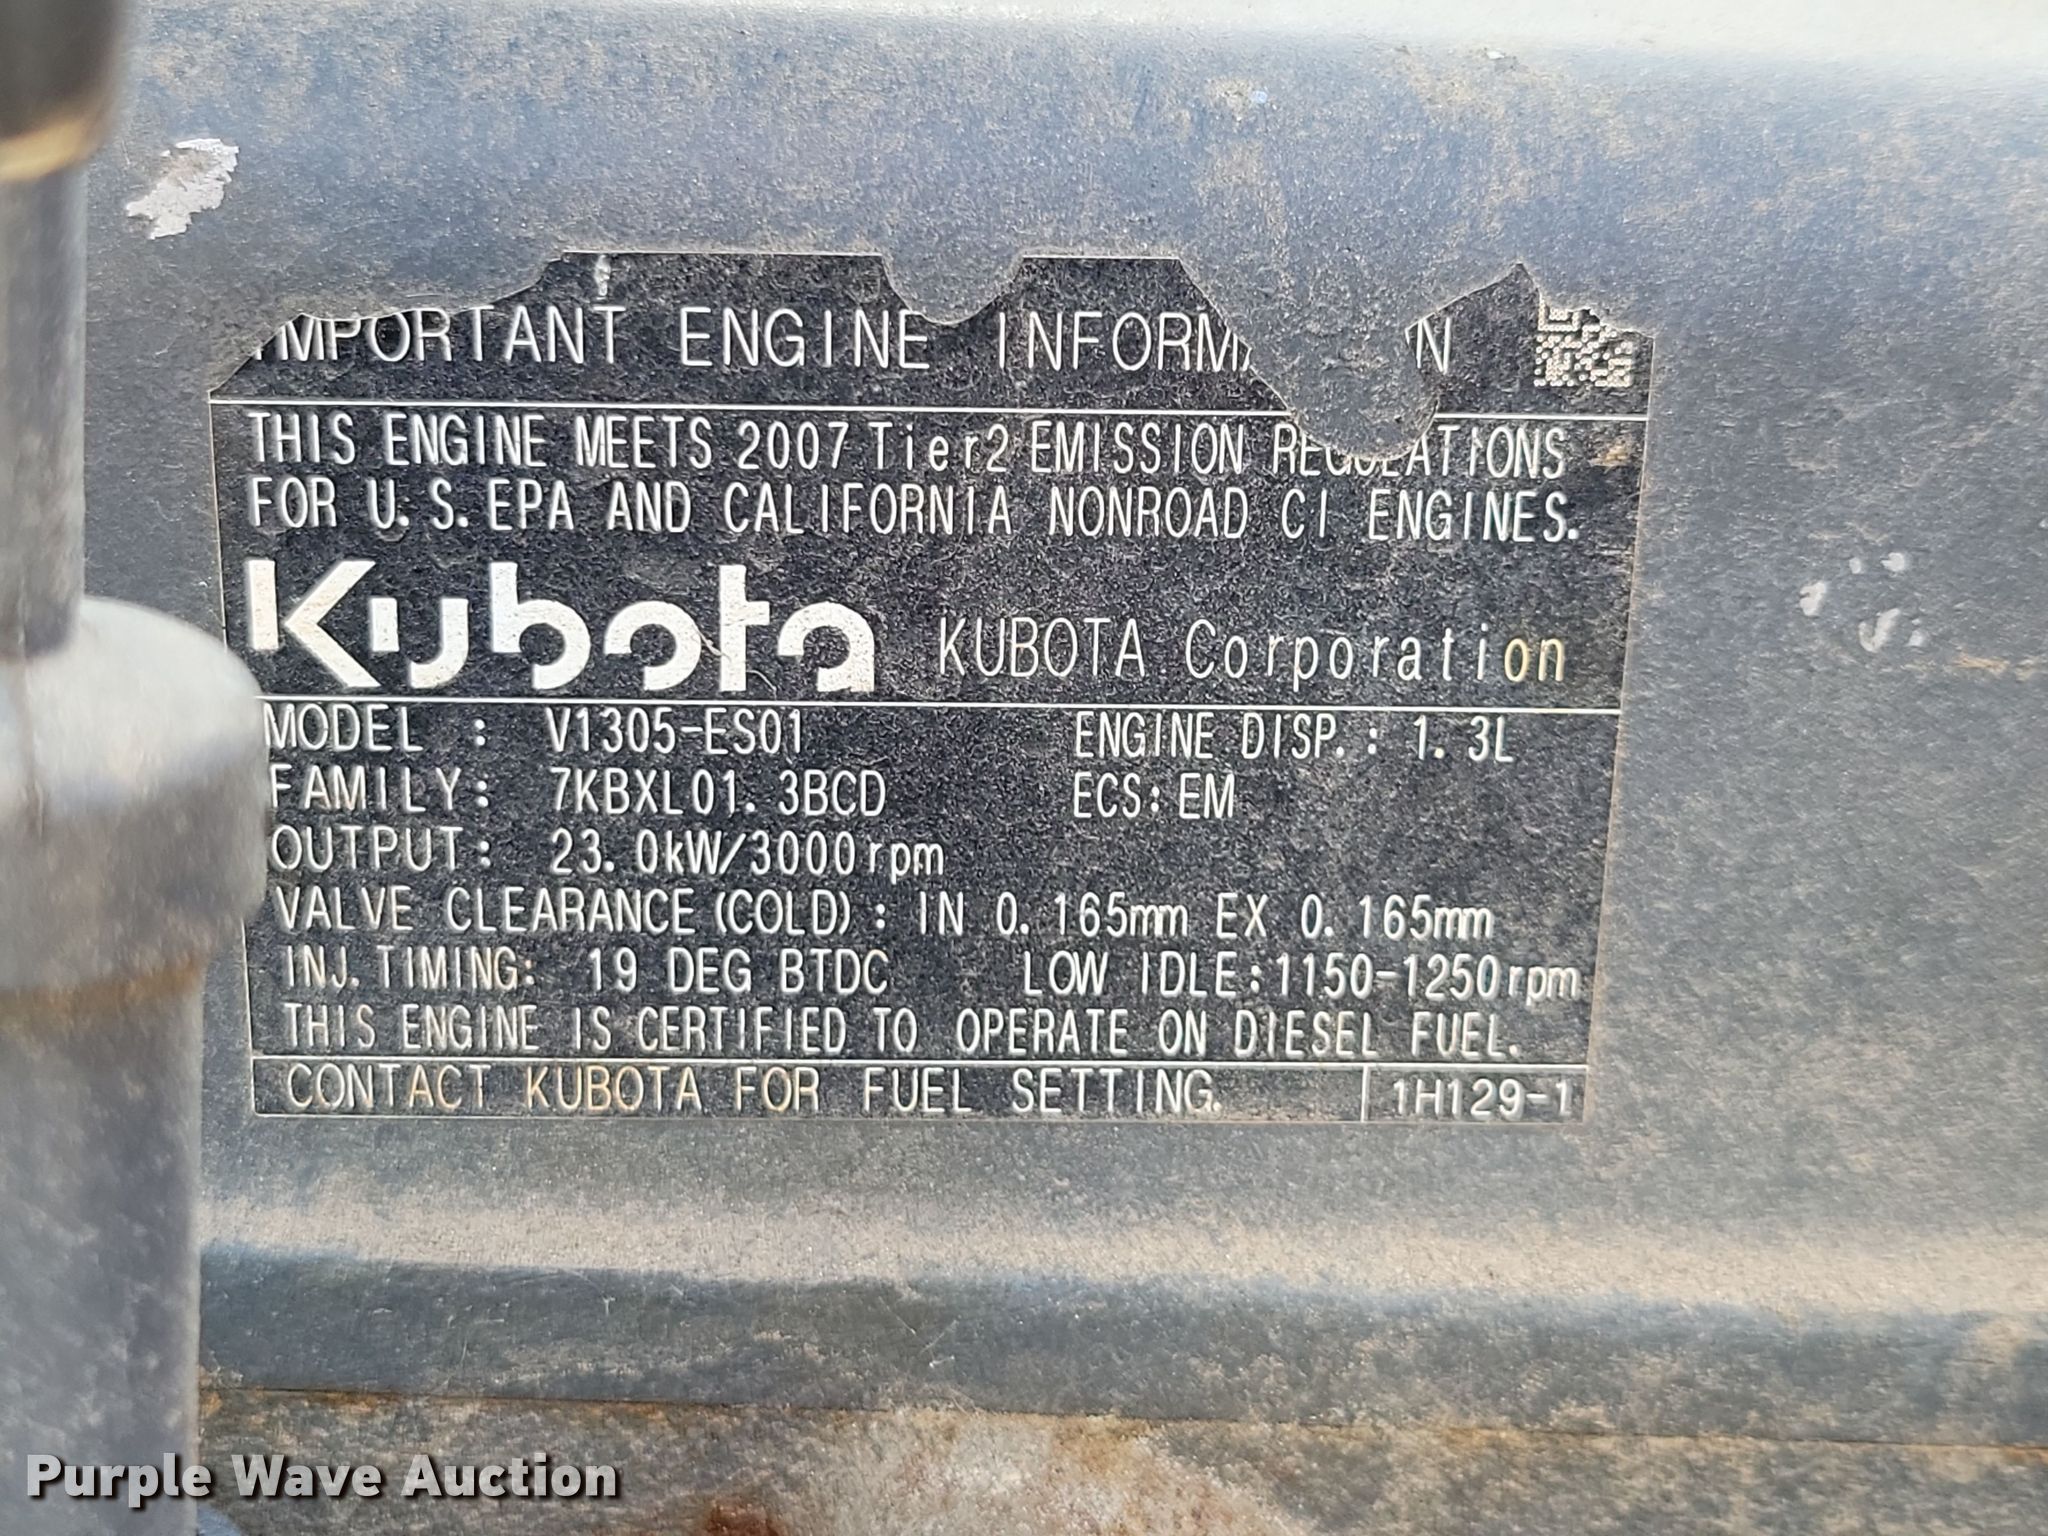 IMPORTANT ENGINE INFORMA N
THIS ENGINE MEETS 2007 Tier2 EMISSION REGULATIONS
FOR U.S. EPA AND CALIFORNIA NONROAD CI ENGINES.
Kubota KUBOTA Corporation
MODEL : V1305-ES01 ENGINE DISP. : 1.3L
FAMILY: 7KBXL01.3BCD ECS: EM
OUTPUT: 23.0kW/3000rpm
VALVE CLEARANCE (COLD) : IN 0.165mm EX 0.165mm
INJ. TIMING: 19 DEG BTDC LOW IDLE:1150-1250rpm
THIS ENGINE IS CERTIFIED TO OPERATE ON DIESEL FUEL.
CONTACT KUBOTA FOR FUEL SETTING. 1H129-1
Purple Wave Auction